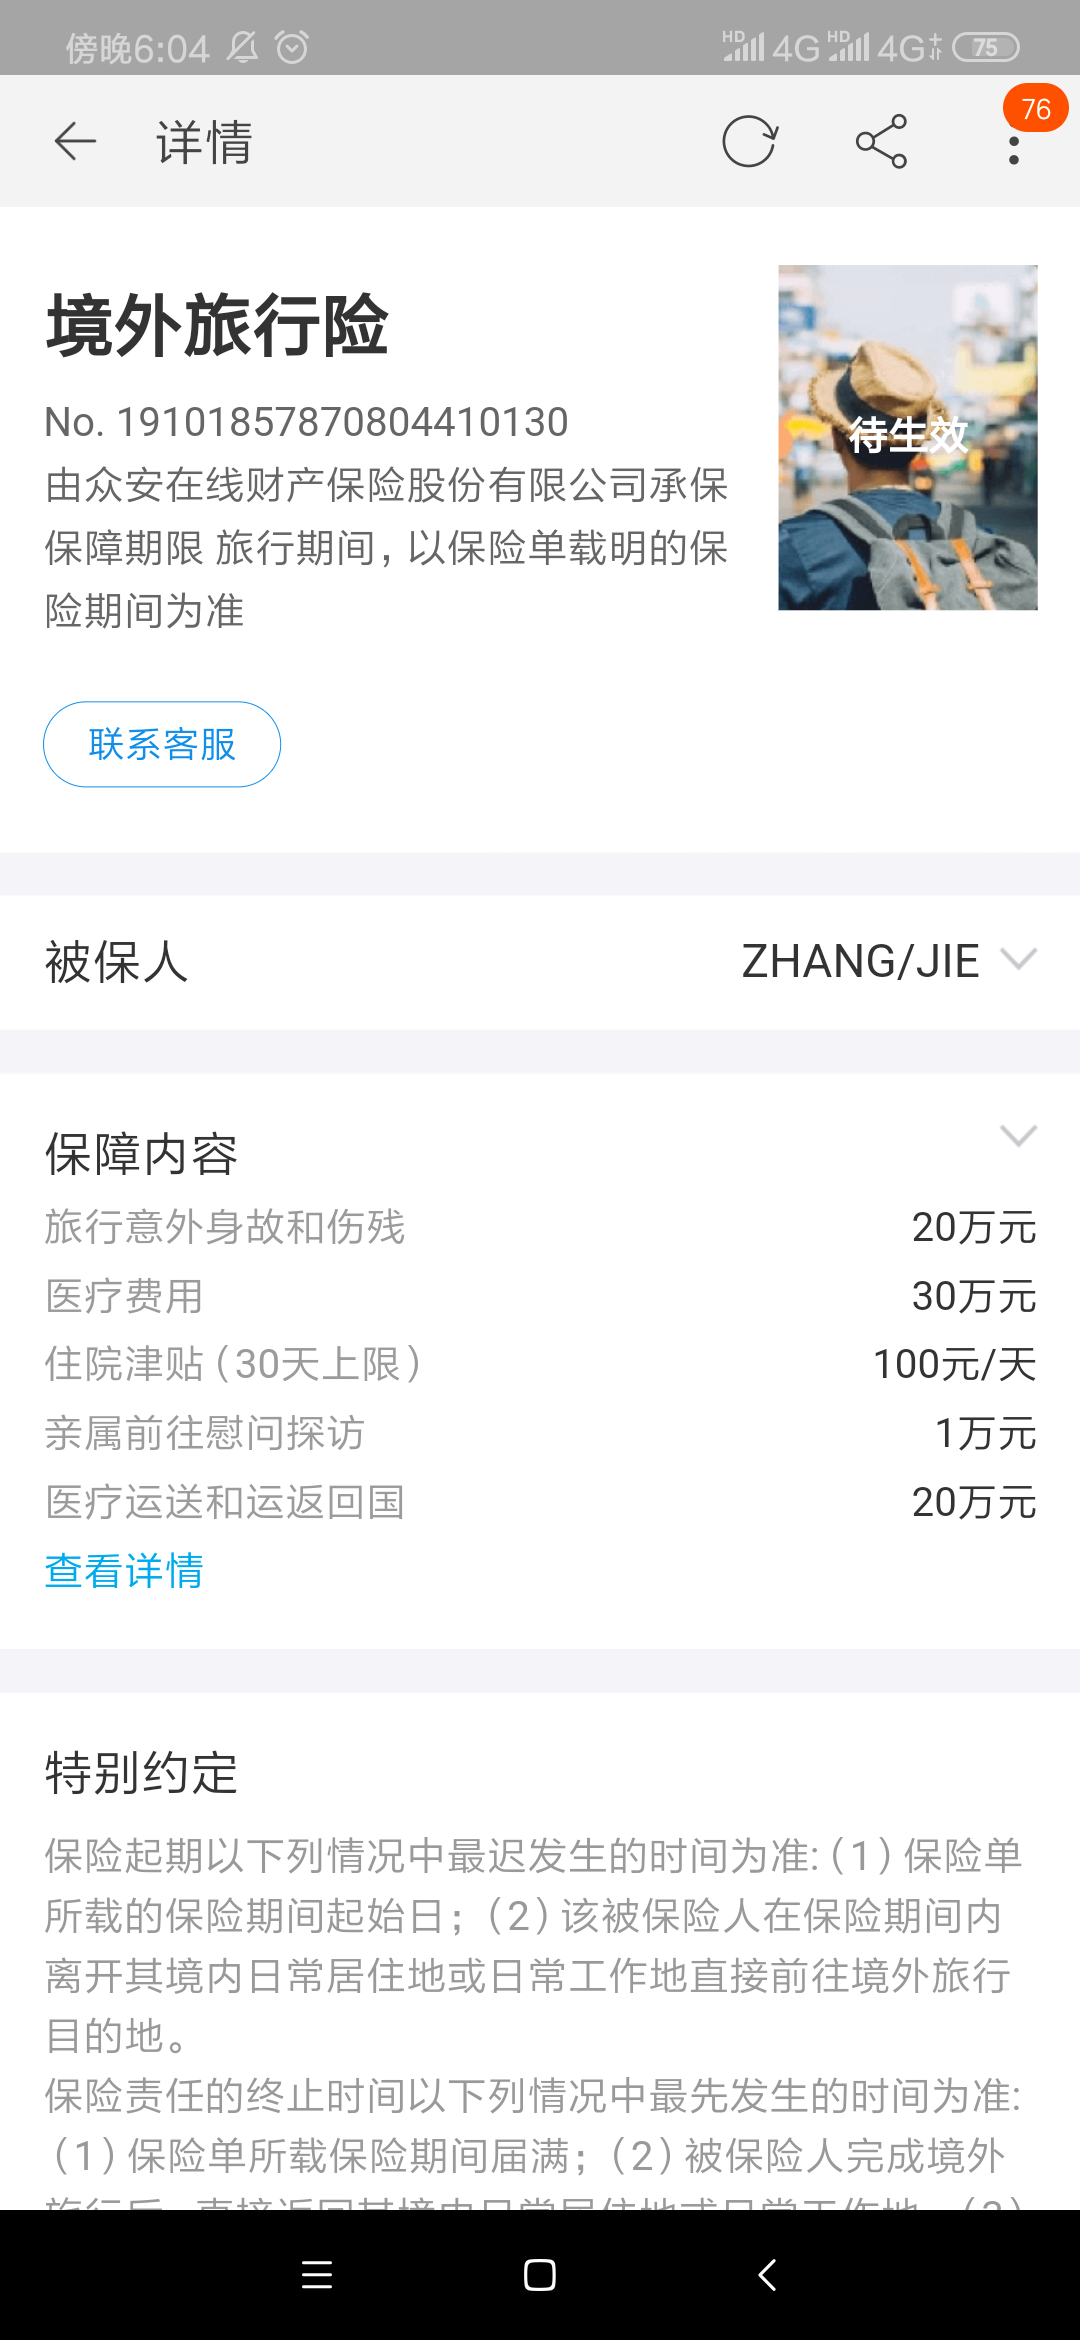 傍晚6:04
HD 4G HD 4G 75
详情
76
境外旅行险
No. 19101857870804410130
由众安在线财产保险股份有限公司承保
保障期限 旅行期间，以保险单载明的保
险期间为准
待生效
联系客服
被保人 ZHANG/JIE
保障内容
旅行意外身故和伤残 20万元
医疗费用 30万元
住院津贴（30天上限） 100元/天
亲属前往慰问探访 1万元
医疗运送和运返回国 20万元
查看详情
特别约定
保险起期以下列情况中最迟发生的时间为准:（1）保险单
所载的保险期间起始日；（2）该被保险人在保险期间内
离开其境内日常居住地或日常工作地直接前往境外旅行
目的地。
保险责任的终止时间以下列情况中最先发生的时间为准:
（1）保险单所载保险期间届满；（2）被保险人完成境外